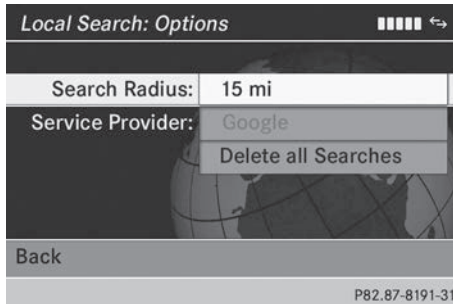 Local Search: Options
Search Radius: 15 mi
Service Provider: Google
Delete all Searches
Back
P82.87-8191-31